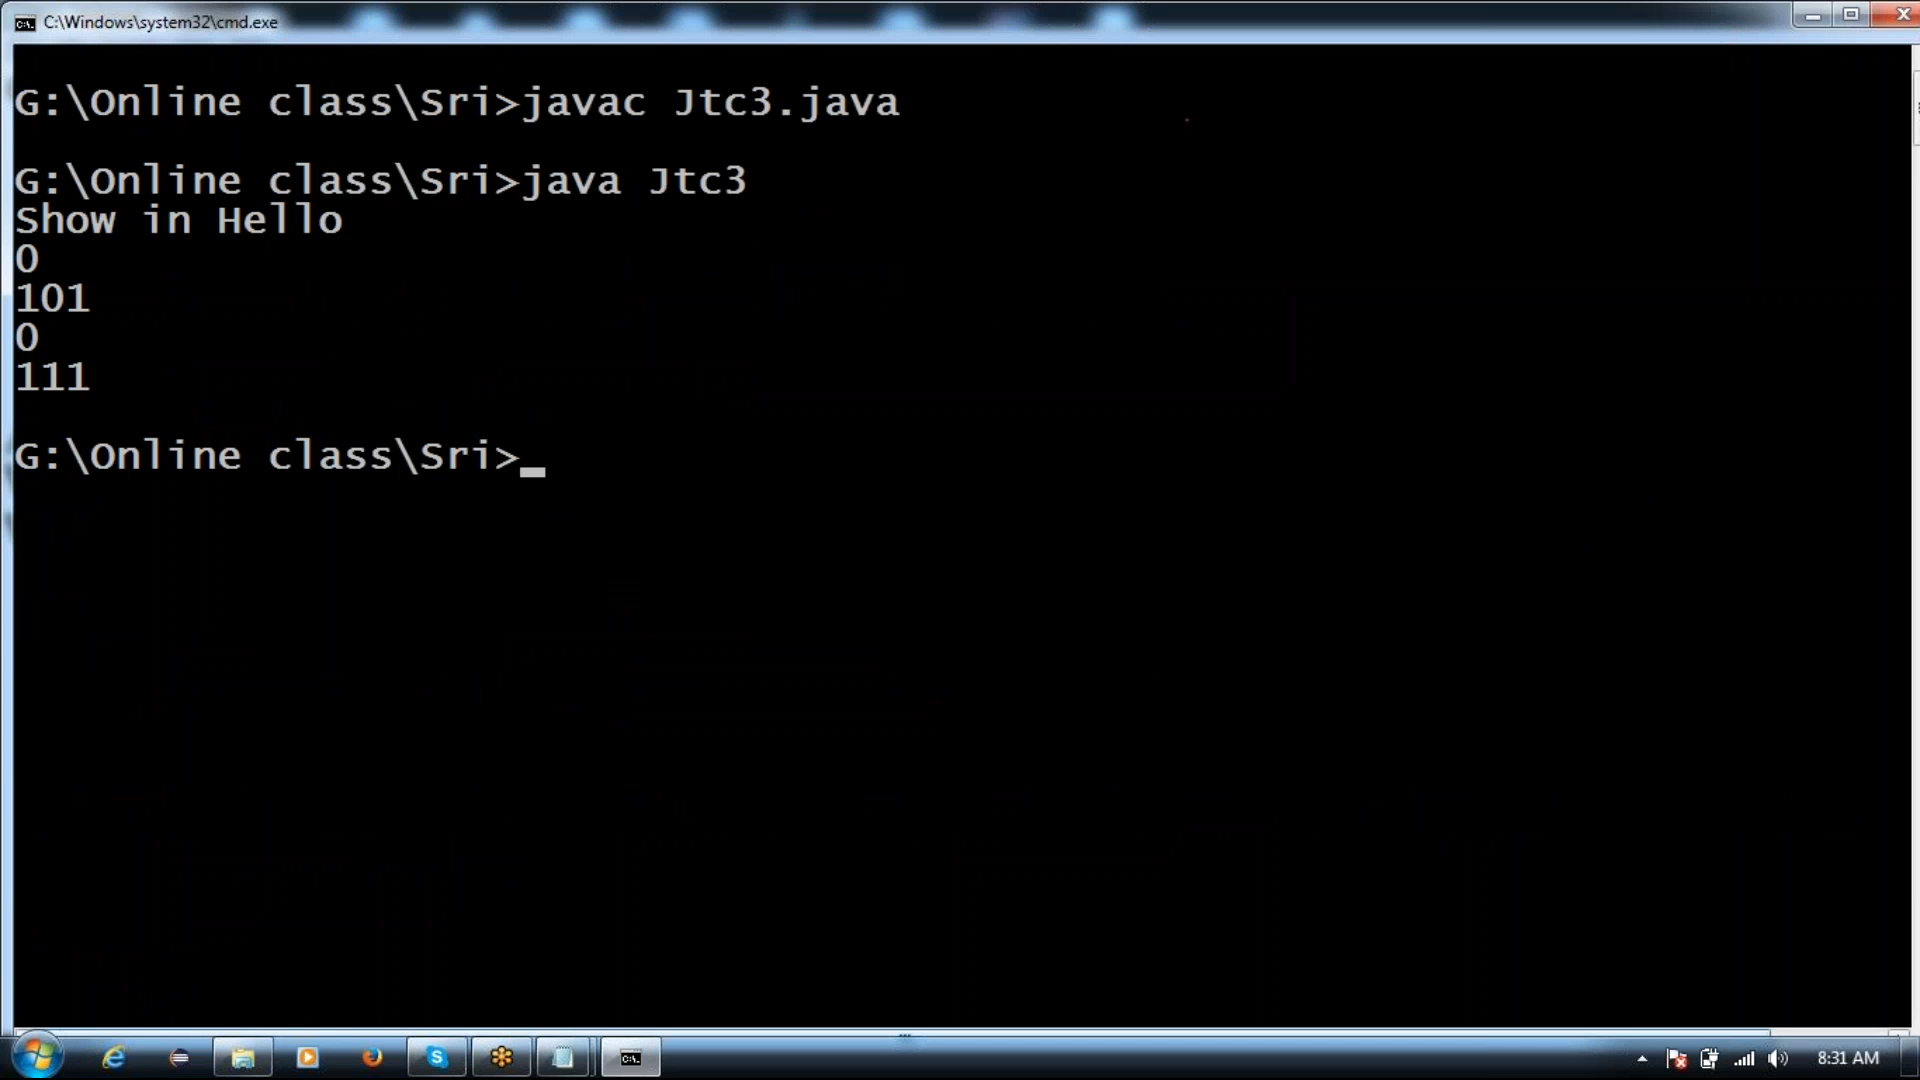 C:\Windows\system32\cmd.exe
G:\Online class\Sri>javac Jtc3.java
G:\Online class\Sri>java Jtc3
Show in Hello
0
101
0
111
G:\Online class\Sri>_
8:31 AM